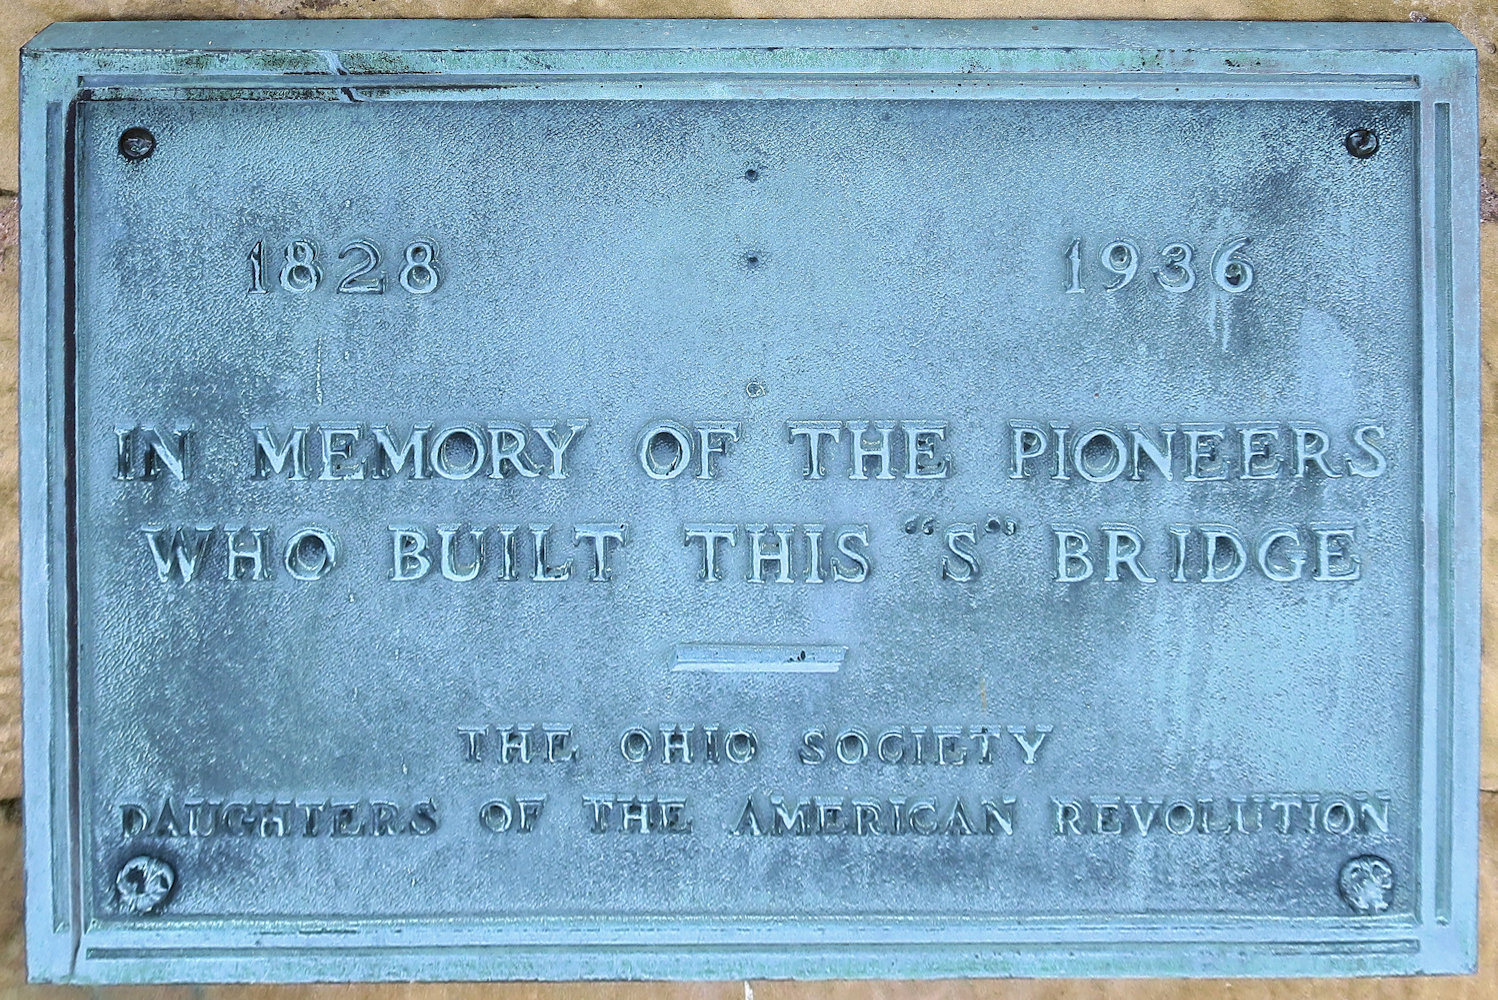 1828 1936
IN MEMORY OF THE PIONEERS
WHO BUILT THIS “S” BRIDGE
THE OHIO SOCIETY
DAUGHTERS OF THE AMERICAN REVOLUTION